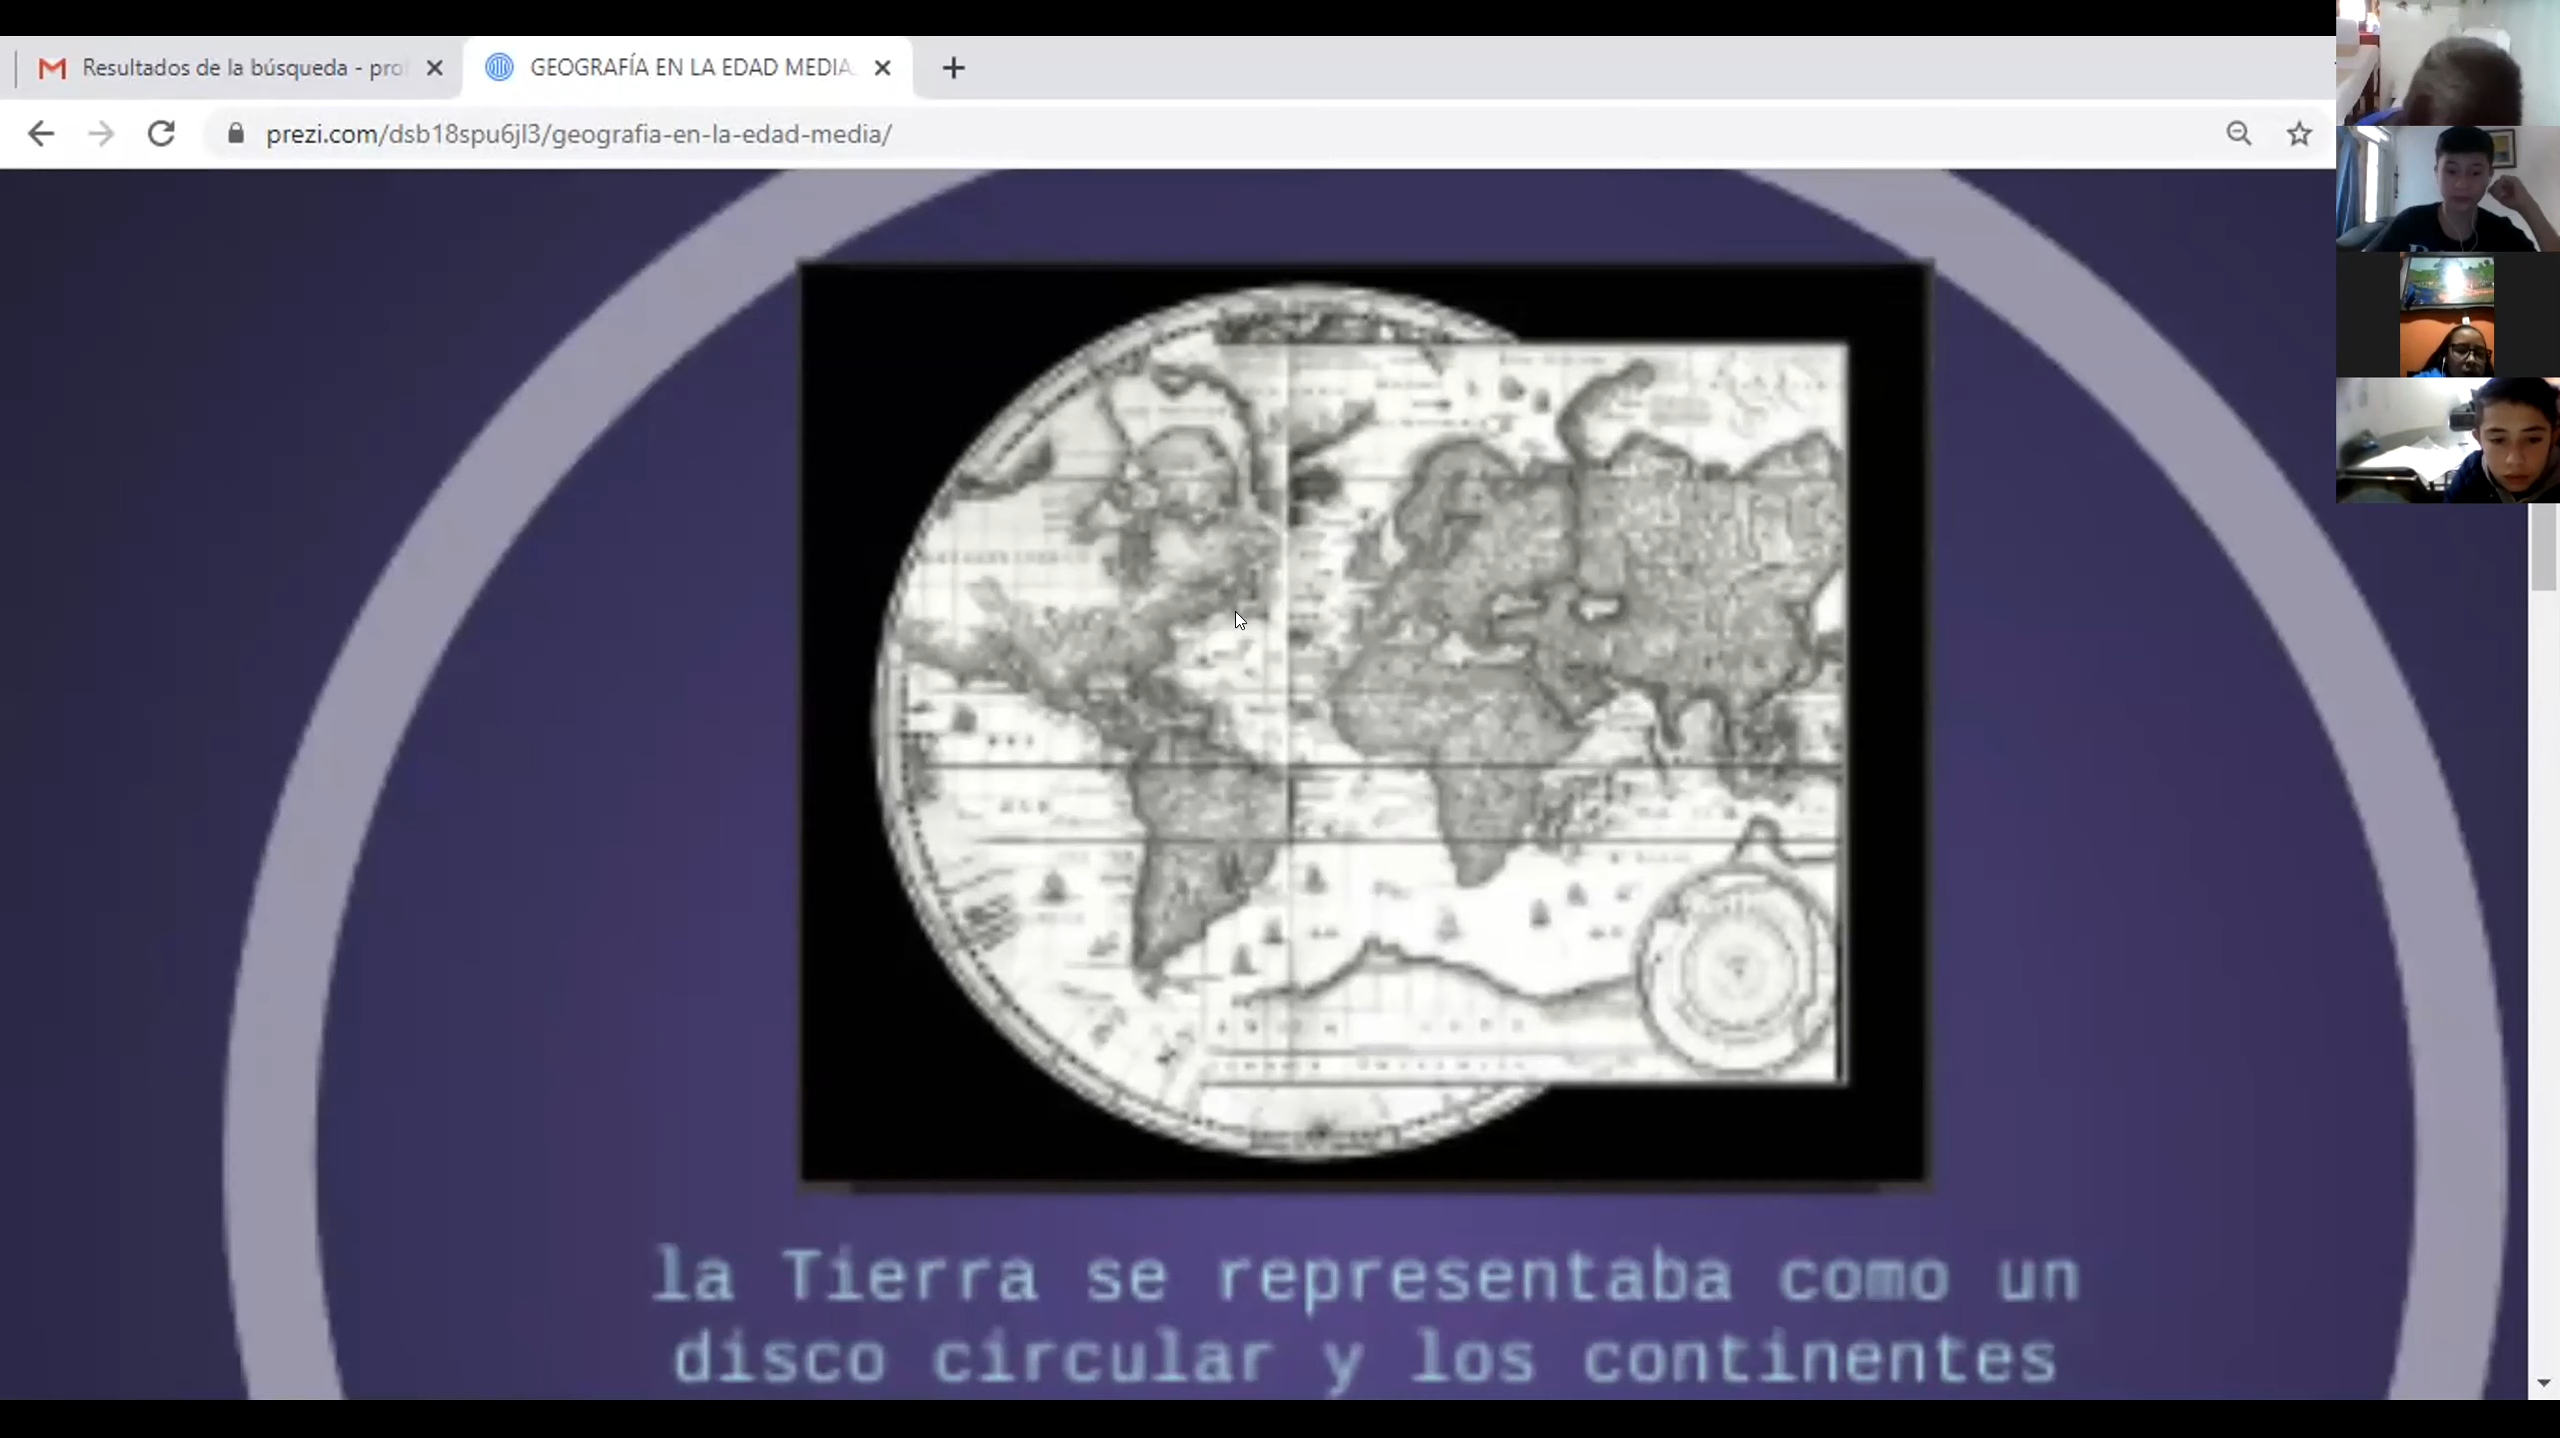 Resultados de la búsqueda - pro
GEOGRAFÍA EN LA EDAD MEDIA
prezi.com/dsb18spu6jl3/geografia-en-la-edad-media/
la Tierra se representaba como un
disco circular y los continentes